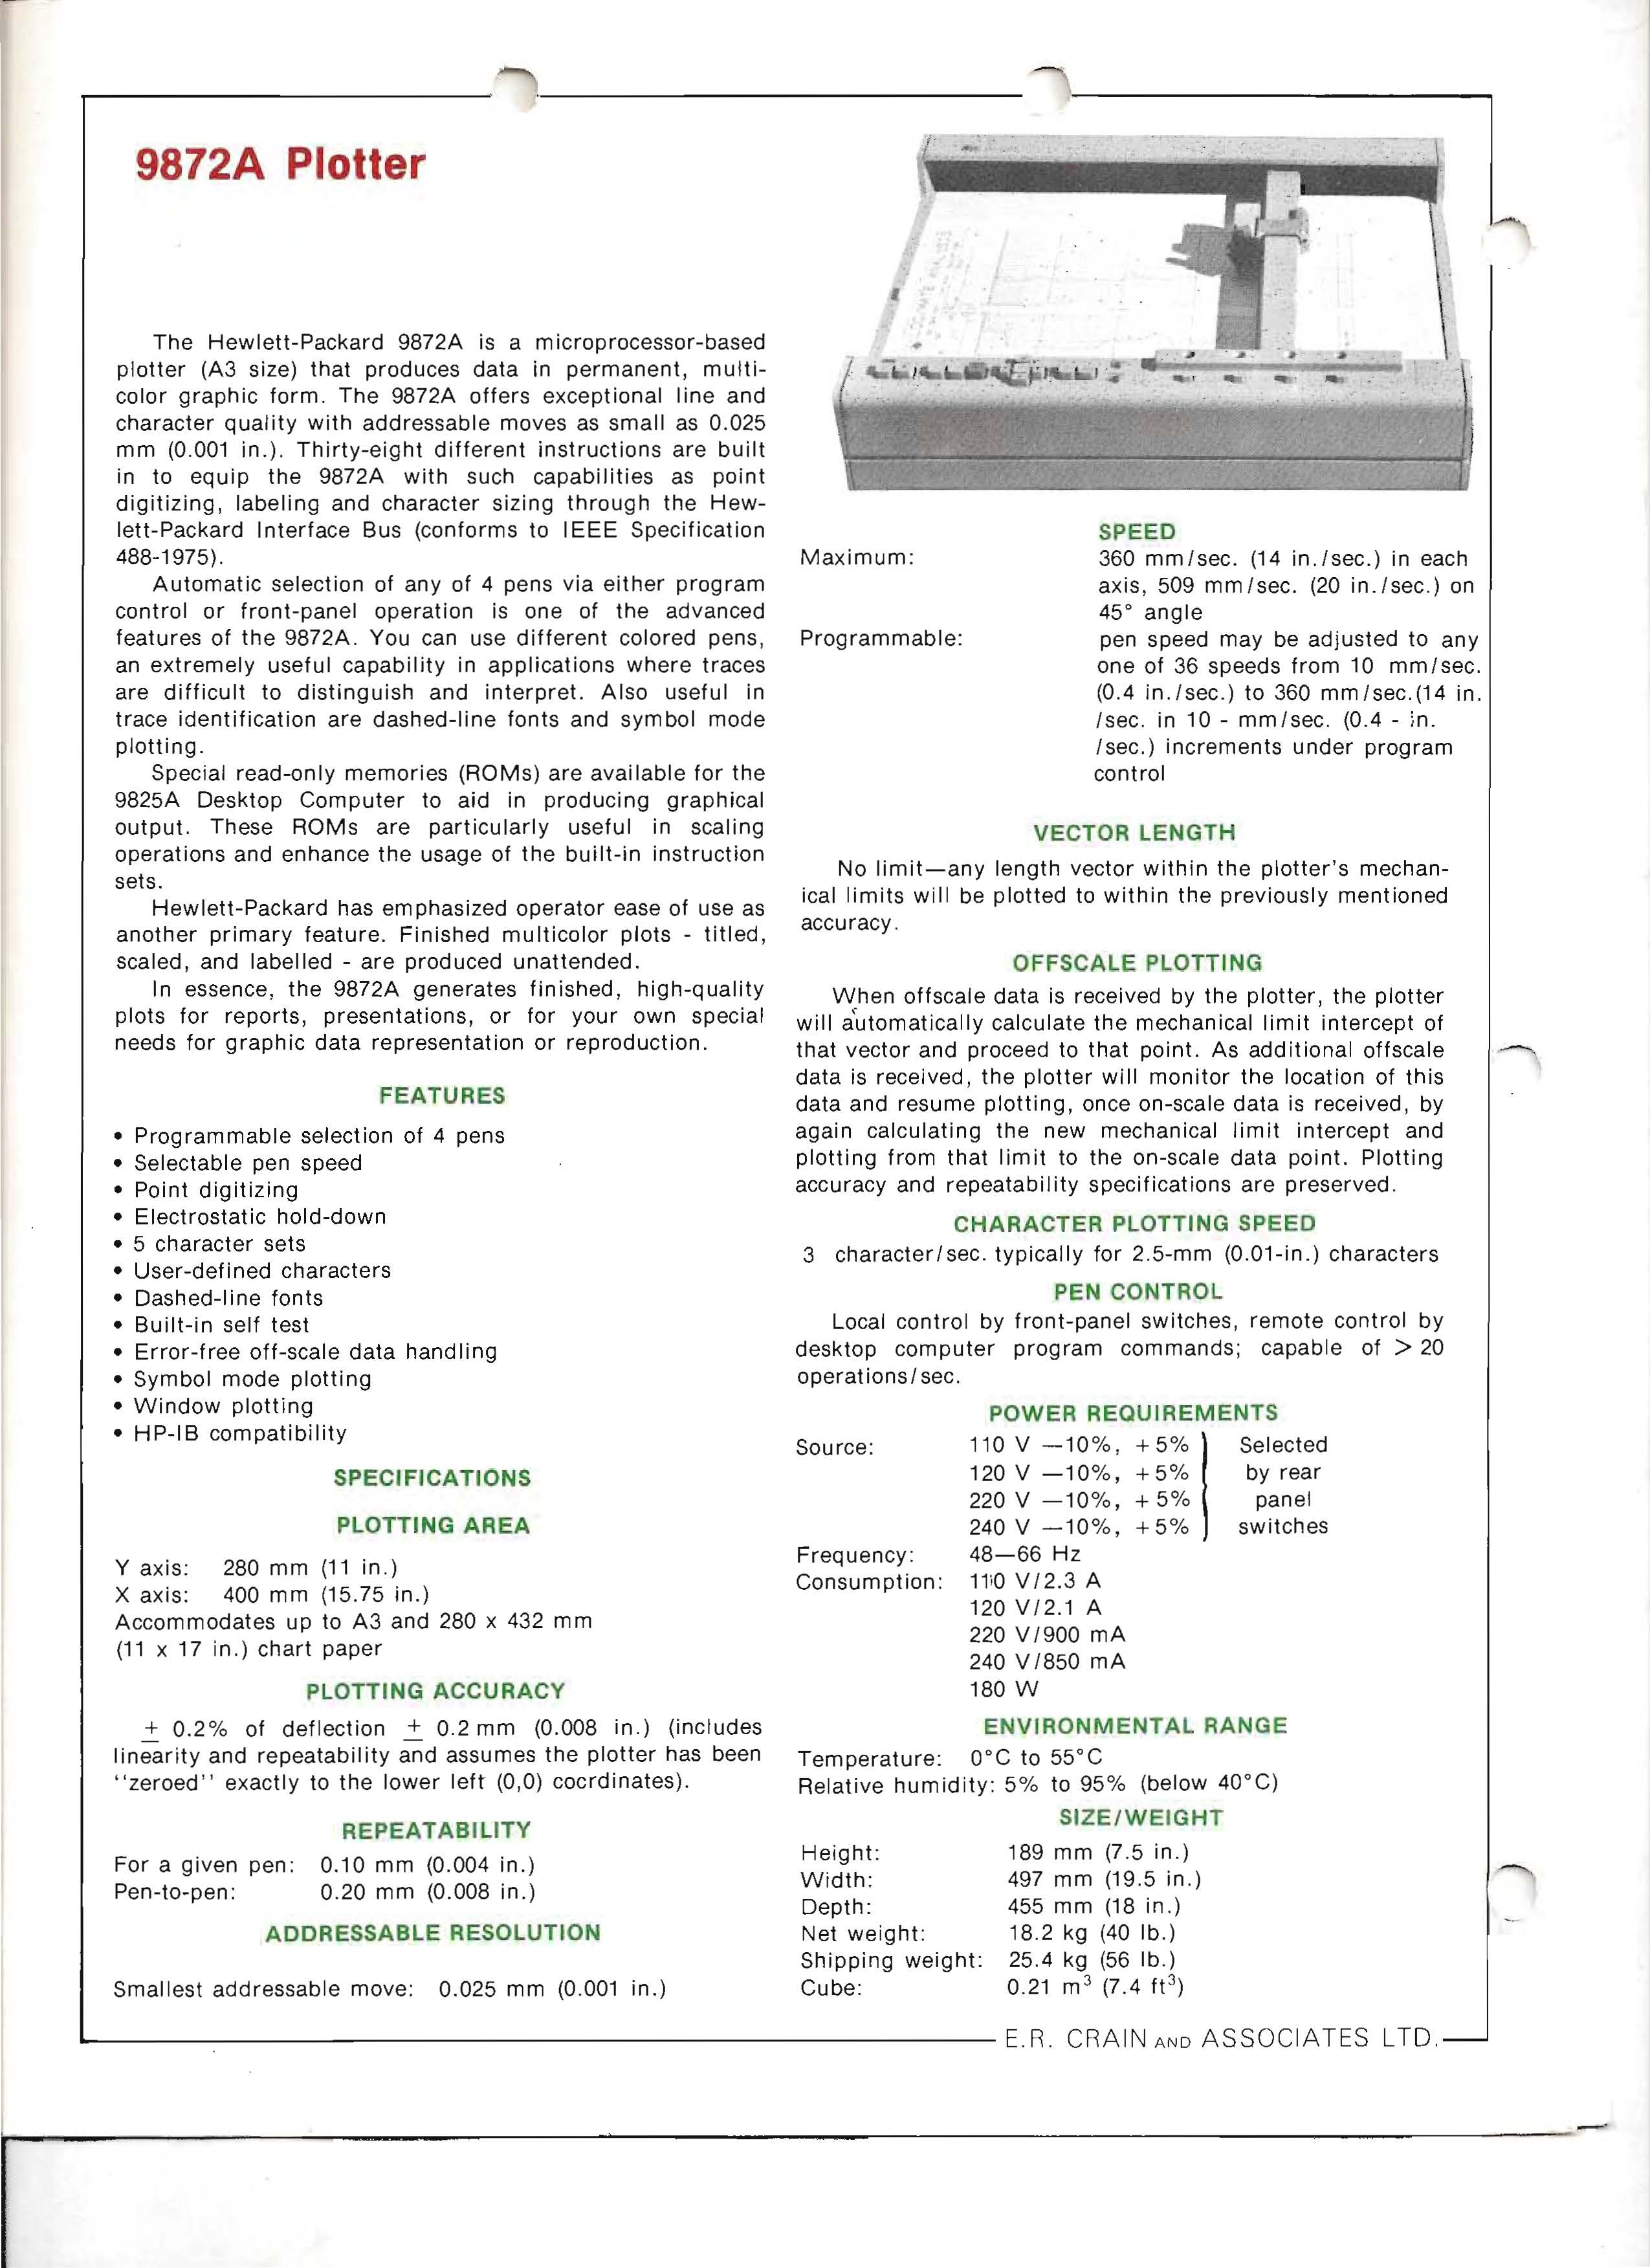 9872A Plotter
The Hewlett-Packard 9872A is a microprocessor-based
plotter (A3 size) that produces data in permanent, multi-
color graphic form. The 9872A offers exceptional line and
character quality with addressable moves as small as 0.025
mm (0.001 in.). Thirty-eight different instructions are built
in to equip the 9872A with such capabilities as point
digitizing, labeling and character sizing through the Hew-
lett-Packard Interface Bus (conforms to IEEE Specification
488-1975).
Automatic selection of any of 4 pens via either program
control or front-panel operation is one of the advanced
features of the 9872A. You can use different colored pens,
an extremely useful capability in applications where traces
are difficult to distinguish and interpret. Also useful in
trace identification are dashed-line fonts and symbol mode
plotting.
Special read-only memories (ROMs) are available for the
9825A Desktop Computer to aid in producing graphical
output. These ROMs are particularly useful in scaling
operations and enhance the usage of the built-in instruction
sets.
Hewlett-Packard has emphasized operator ease of use as
another primary feature. Finished multicolor plots - titled,
scaled, and labelled - are produced unattended.
In essence, the 9872A generates finished, high-quality
plots for reports, presentations, or for your own special
needs for graphic data representation or reproduction.
FEATURES
• Programmable selection of 4 pens
• Selectable pen speed
• Point digitizing
• Electrostatic hold-down
• 5 character sets
• User-defined characters
• Dashed-line fonts
• Built-in self test
• Error-free off-scale data handling
• Symbol mode plotting
• Window plotting
• HP-IB compatibility
SPECIFICATIONS
PLOTTING AREA
Y axis: 280 mm (11 in.)
X axis: 400 mm (15.75 in.)
Accommodates up to A3 and 280 x 432 mm
(11 x 17 in.) chart paper
PLOTTING ACCURACY
± 0.2% of deflection ± 0.2 mm (0.008 in.) (includes
linearity and repeatability and assumes the plotter has been
‘‘zeroed’’ exactly to the lower left (0,0) cocrdinates).
REPEATABILITY
For a given pen: 0.10 mm (0.004 in.)
Pen-to-pen: 0.20 mm (0.008 in.)
ADDRESSABLE RESOLUTION
Smallest addressable move: 0.025 mm (0.001 in.)
SPEED
Maximum: 360 mm/sec. (14 in./sec.) in each
axis, 509 mm/sec. (20 in./sec.) on
45° angle
Programmable: pen speed may be adjusted to any
one of 36 speeds from 10 mm/sec.
(0.4 in./sec.) to 360 mm/sec.(14 in.
/sec. in 10 - mm/sec. (0.4 - in.
/sec.) increments under program
control
VECTOR LENGTH
No limit—any length vector within the plotter's mechan-
ical limits will be plotted to within the previously mentioned
accuracy.
OFFSCALE PLOTTING
When offscale data is received by the plotter, the plotter
will automatically calculate the mechanical limit intercept of
that vector and proceed to that point. As additional offscale
data is received, the plotter will monitor the location of this
data and resume plotting, once on-scale data is received, by
again calculating the new mechanical limit intercept and
plotting from that limit to the on-scale data point. Plotting
accuracy and repeatability specifications are preserved.
CHARACTER PLOTTING SPEED
3 character/sec. typically for 2.5-mm (0.01-in.) characters
PEN CONTROL
Local control by front-panel switches, remote control by
desktop computer program commands; capable of > 20
operations/sec.
POWER REQUIREMENTS
Source: 110 V —10%, +5% Selected
120 V —10%, +5% by rear
220 V —10%, +5% panel
240 V —10%, +5% switches
Frequency: 48—66 Hz
Consumption: 110 V/2.3 A
120 V/2.1 A
220 V/900 mA
240 V/850 mA
180 W
ENVIRONMENTAL RANGE
Temperature: 0°C to 55°C
Relative humidity: 5% to 95% (below 40°C)
SIZE/WEIGHT
Height: 189 mm (7.5 in.)
Width: 497 mm (19.5 in.)
Depth: 455 mm (18 in.)
Net weight: 18.2 kg (40 lb.)
Shipping weight: 25.4 kg (56 lb.)
Cube: 0.21 m³ (7.4 ft³)
E.R. CRAIN AND ASSOCIATES LTD.